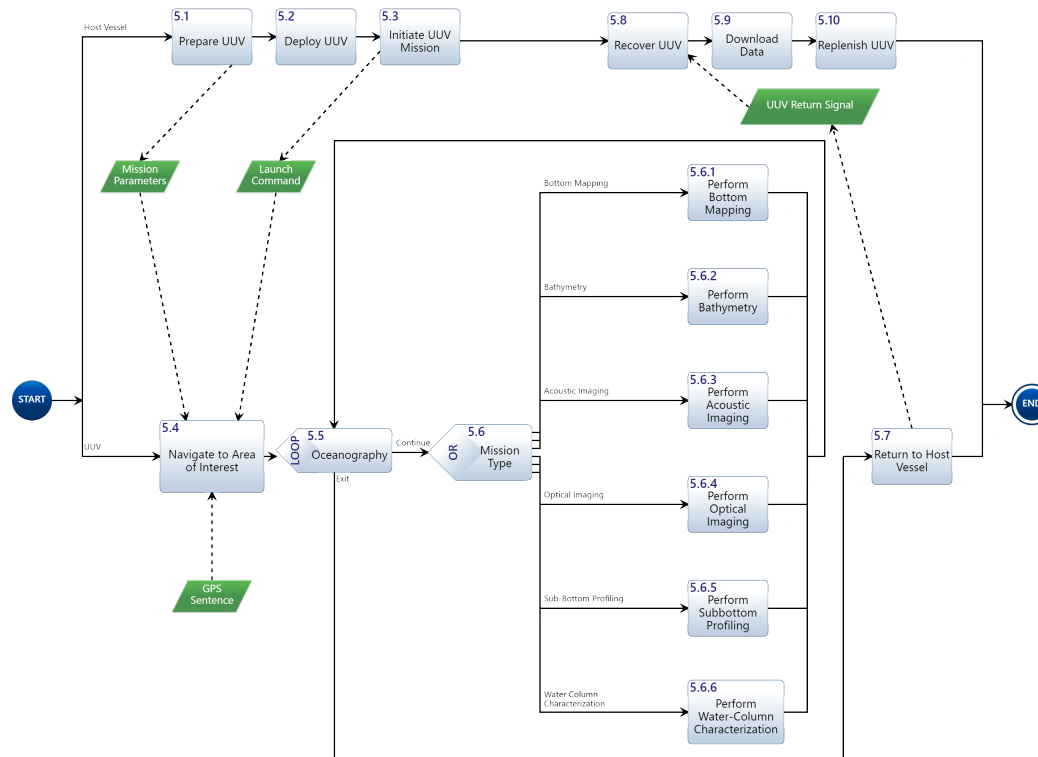 Host Vessel
5.1
Prepare UUV
5.2
Deploy UUV
5.3
Initiate UUV
Mission
5.8
Recover UUV
5.9
Download
Data
5.10
Replenish UUV
UUV Return Signal
Mission
Parameters
Launch
Command
Bottom Mapping
5.6.1
Perform
Bottom
Mapping
Bathymetry
5.6.2
Perform
Bathymetry
Acoustic Imaging
5.6.3
Perform
Acoustic
Imaging
START
END
UUV
5.4
Navigate to Area
of Interest
LOOP
5.5
Oceanography
Continue
Exit
OR
5.6
Mission
Type
5.7
Return to Host
Vessel
Optical Imaging
5.6.4
Perform
Optical
Imaging
GPS
Sentence
Sub-Bottom Profiling
5.6.5
Perform
Subbottom
Profiling
Water Column
Characterization
5.6.6
Perform
Water-Column
Characterization